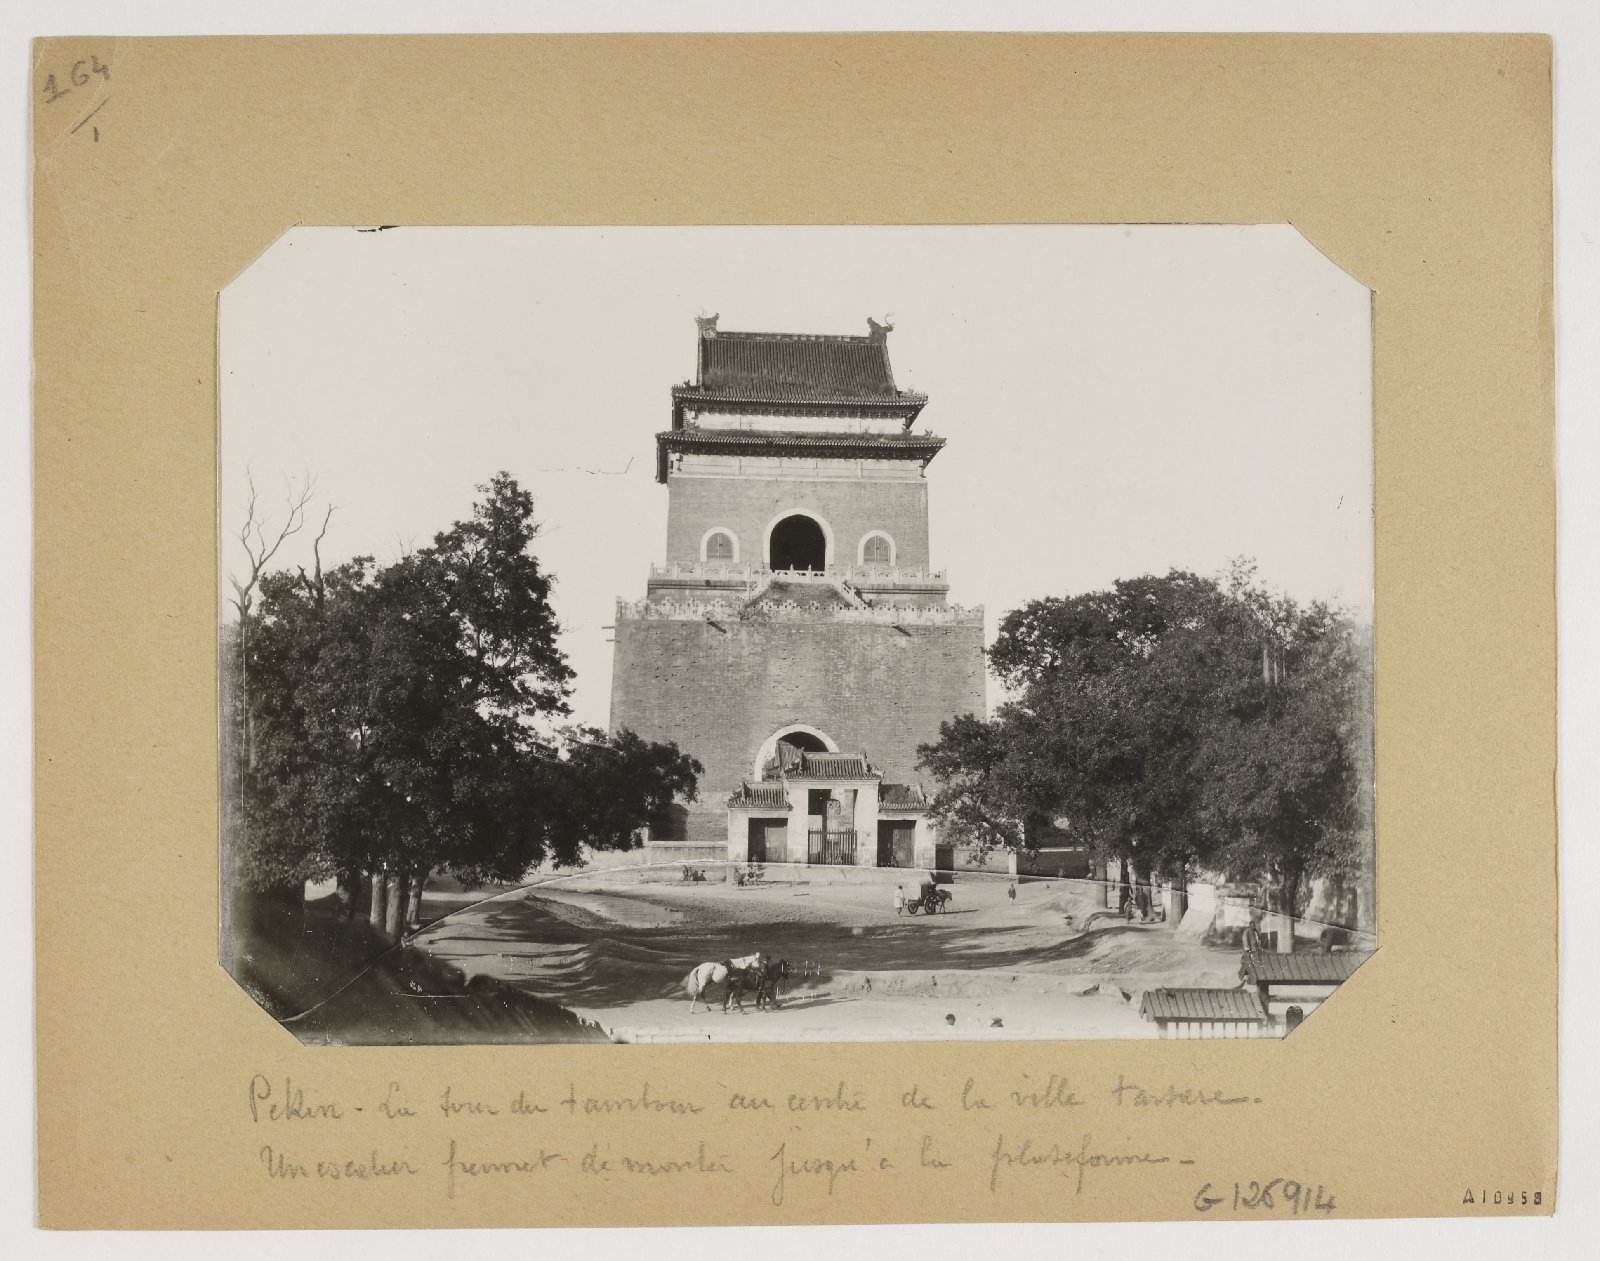 164
/1
Pekin - La tour du tambour au centre de la ville tartare.
Un escalier permet de monter jusqu'à la plateforme -
G 126914
A10958